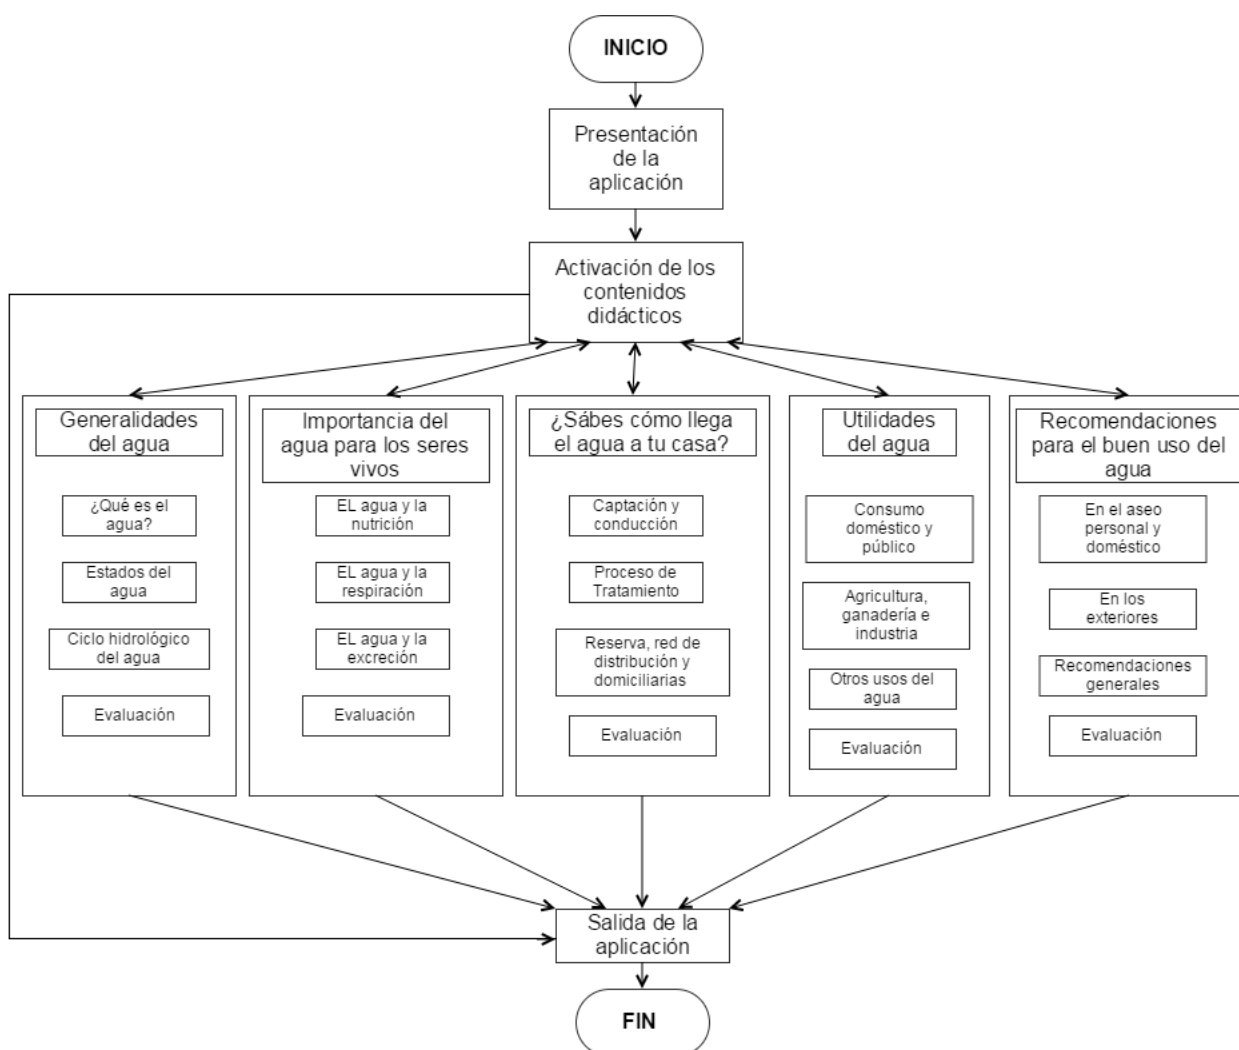 INICIO
Presentación
de la
aplicación
Activación de los
contenidos
didácticos
Generalidades
del agua
¿Qué es el
agua?
Estados del
agua
Ciclo hidrológico
del agua
Evaluación
Importancia del
agua para los seres
vivos
EL agua y la
nutrición
EL agua y la
respiración
EL agua y la
excreción
Evaluación
¿Sábes cómo llega
el agua a tu casa?
Captación y
conducción
Proceso de
Tratamiento
Reserva, red de
distribución y
domiciliarias
Evaluación
Utilidades
del agua
Consumo
doméstico y
público
Agricultura,
ganadería e
industria
Otros usos del
agua
Evaluación
Recomendaciones
para el buen uso del
agua
En el aseo
personal y
doméstico
En los
exteriores
Recomendaciones
generales
Evaluación
Salida de la
aplicación
FIN